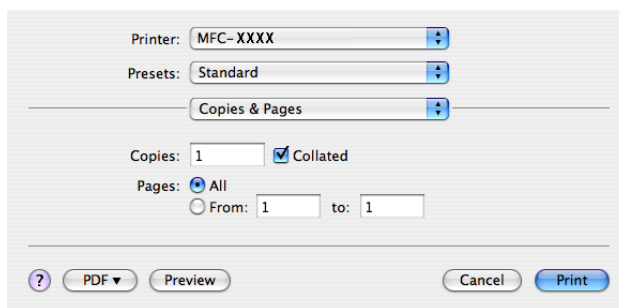 Printer: MFC-XXXX
Presets: Standard
Copies & Pages
Copies: 1 Collated
Pages: All
From: 1 to: 1
? PDF▼ Preview Cancel Print